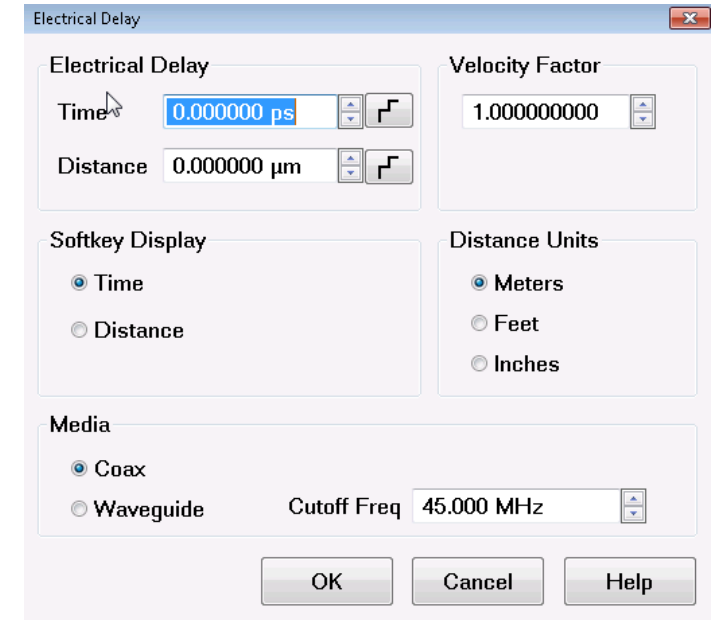 Electrical Delay
Electrical Delay
Time 0.000000 ps
Distance 0.000000 µm
Velocity Factor
1.000000000
Softkey Display
Time
Distance
Distance Units
Meters
Feet
Inches
Media
Coax
Waveguide
Cutoff Freq 45.000 MHz
OK Cancel Help